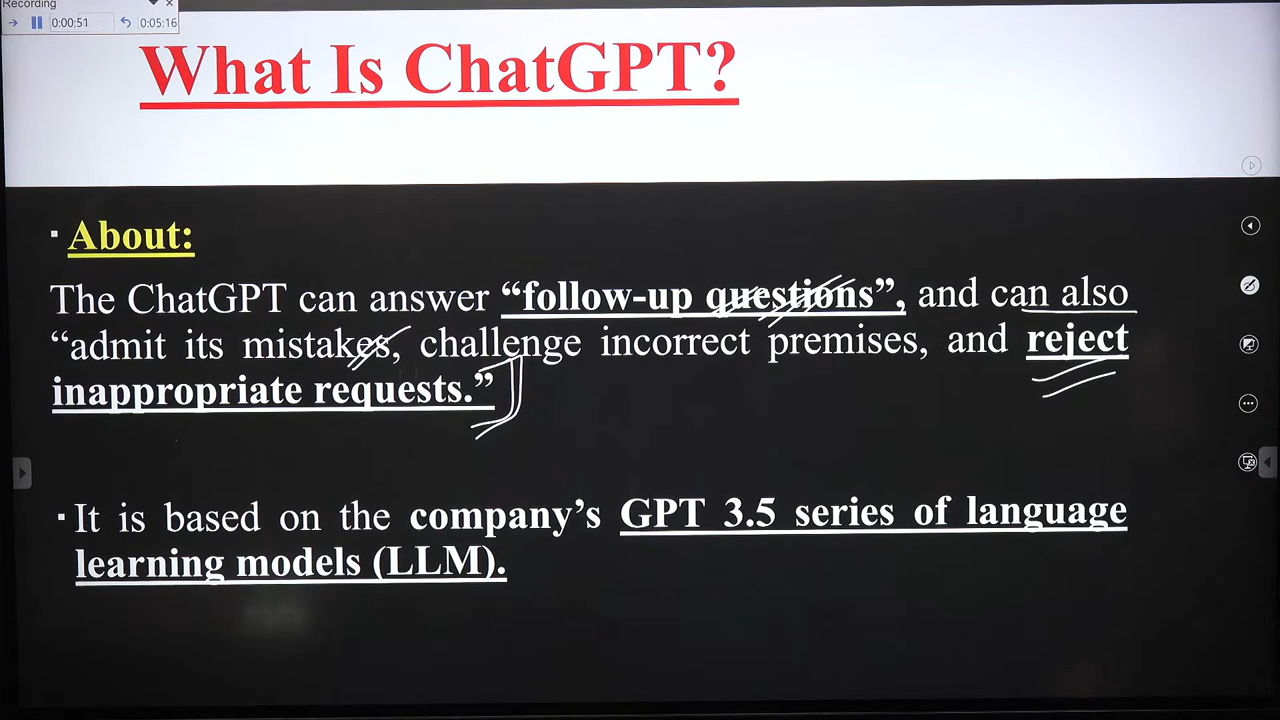 Recording
0:00:51 0:05:16
What Is ChatGPT?
▪ About:
The ChatGPT can answer “follow-up questions”, and can also
“admit its mistakes, challenge incorrect premises, and reject
inappropriate requests.”
▪ It is based on the company’s GPT 3.5 series of language
learning models (LLM).